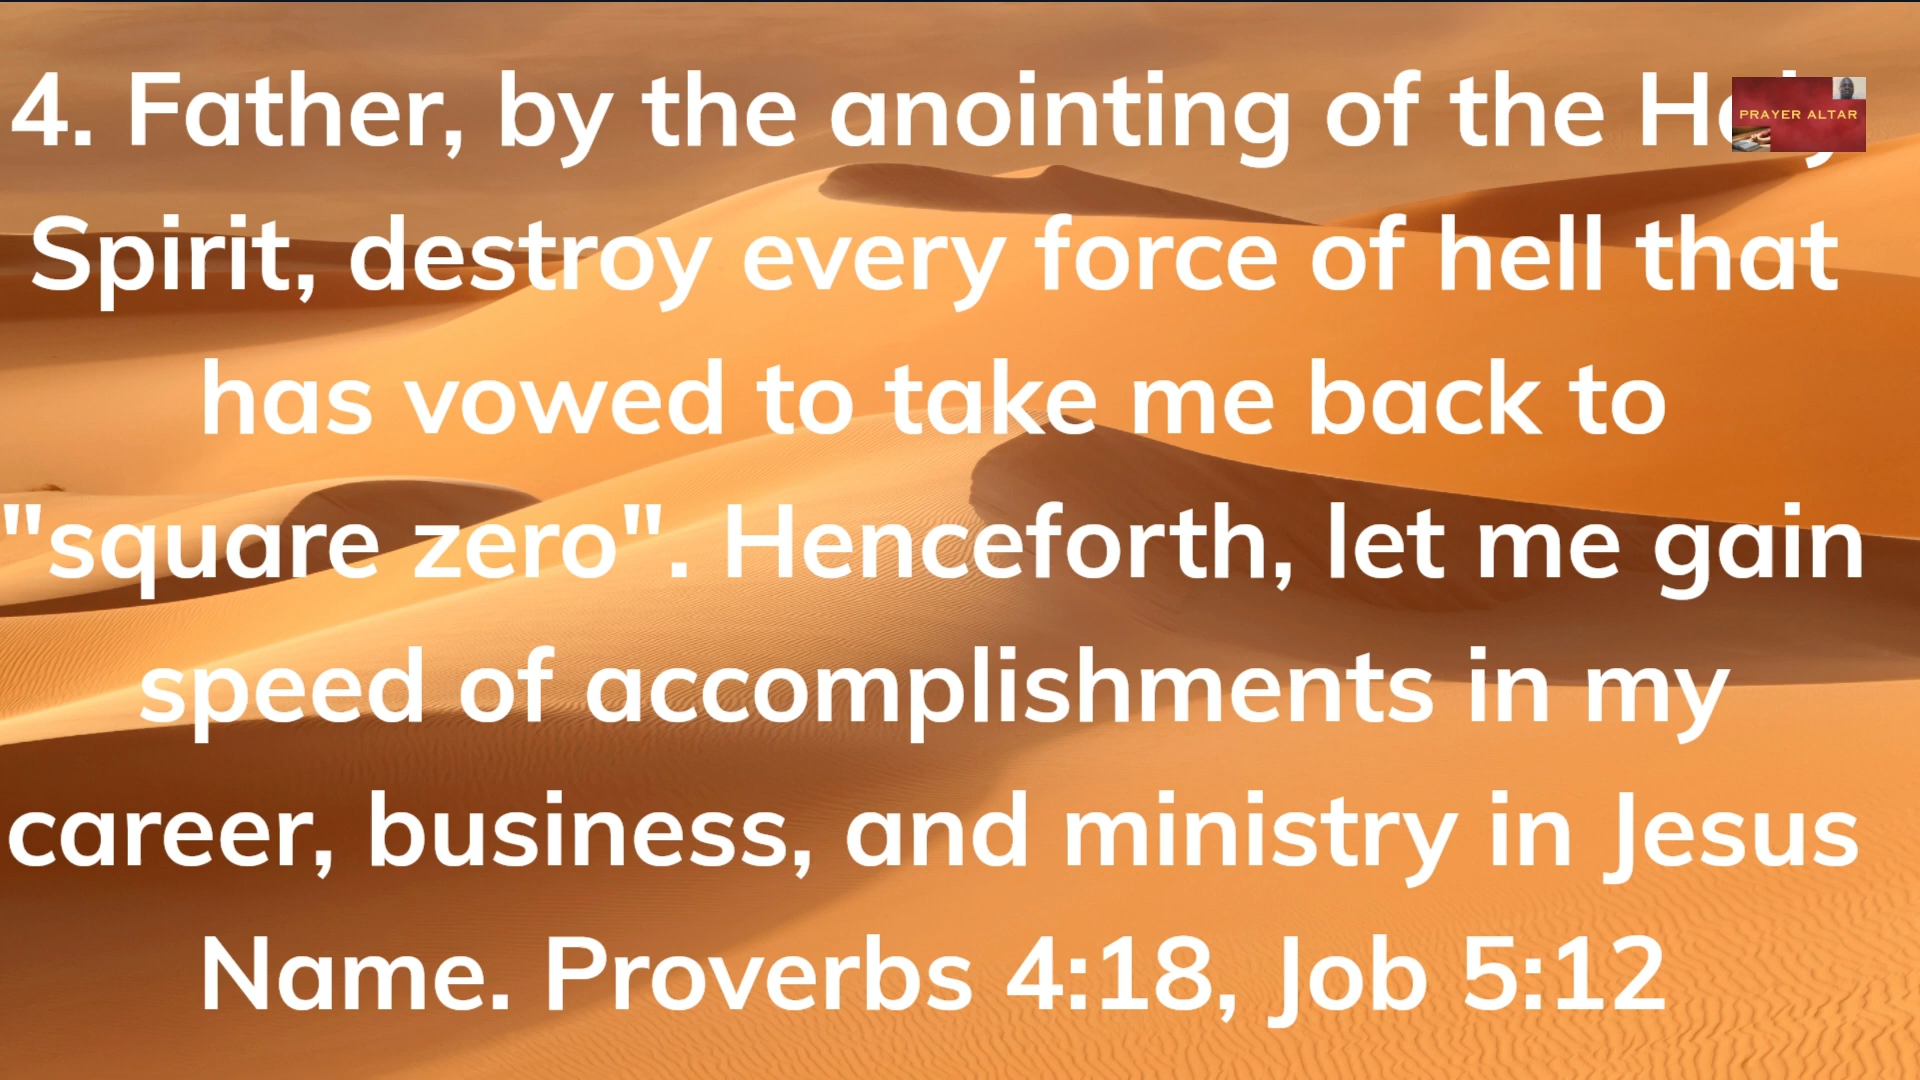 4. Father, by the anointing of the
PRAYER ALTAR
Spirit, destroy every force of hell that
has vowed to take me back to
"square zero". Henceforth, let me gain
speed of accomplishments in my
career, business, and ministry in Jesus
Name. Proverbs 4:18, Job 5:12